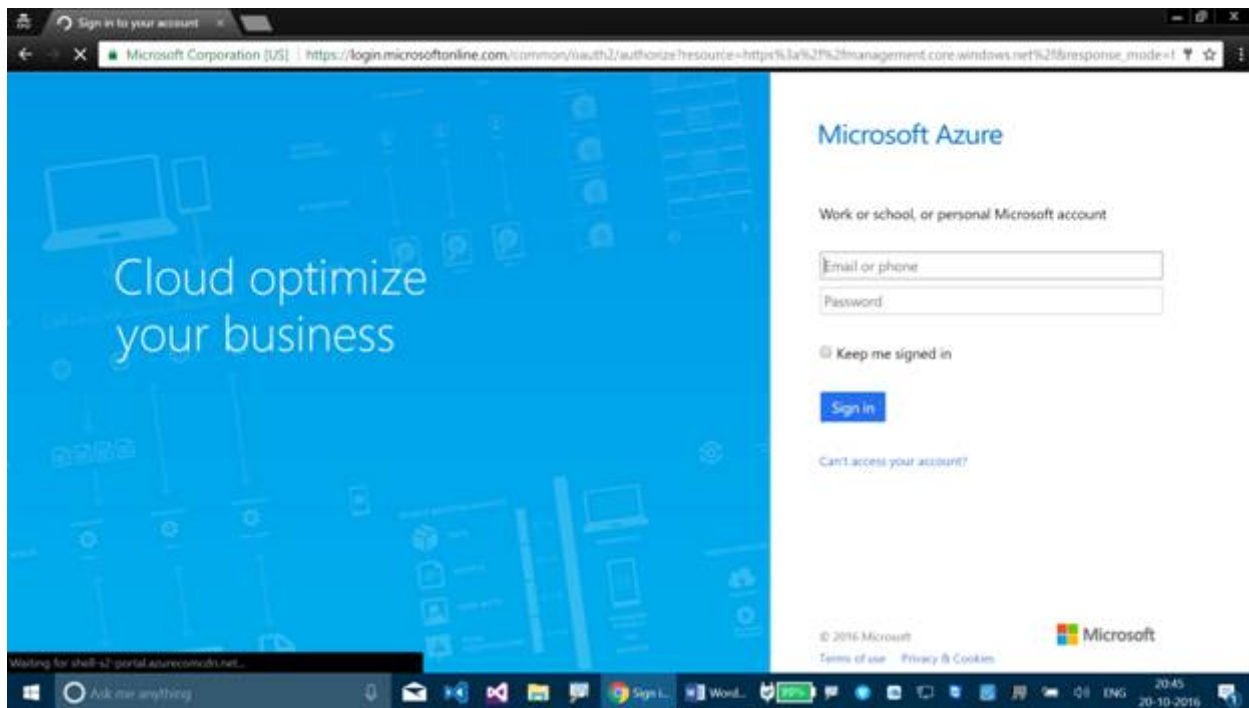 Sign in to your account
Microsoft Corporation [US]
https://login.microsoftonline.com/common/oauth2/authorize?resource=https%3a%2f%2fmanagement.core.windows.net%2f&response_mode=f
Microsoft Azure
Work or school, or personal Microsoft account
Email or phone
Password
Keep me signed in
Sign in
Can't access your account?
Cloud optimize
your business
© 2016 Microsoft
Microsoft
Terms of use Privacy & Cookies
Waiting for shell-s2-portal.azurecomcdn.net...
Ask me anything
Sign i...
Word...
99%
ENG
20:45
20-10-2016